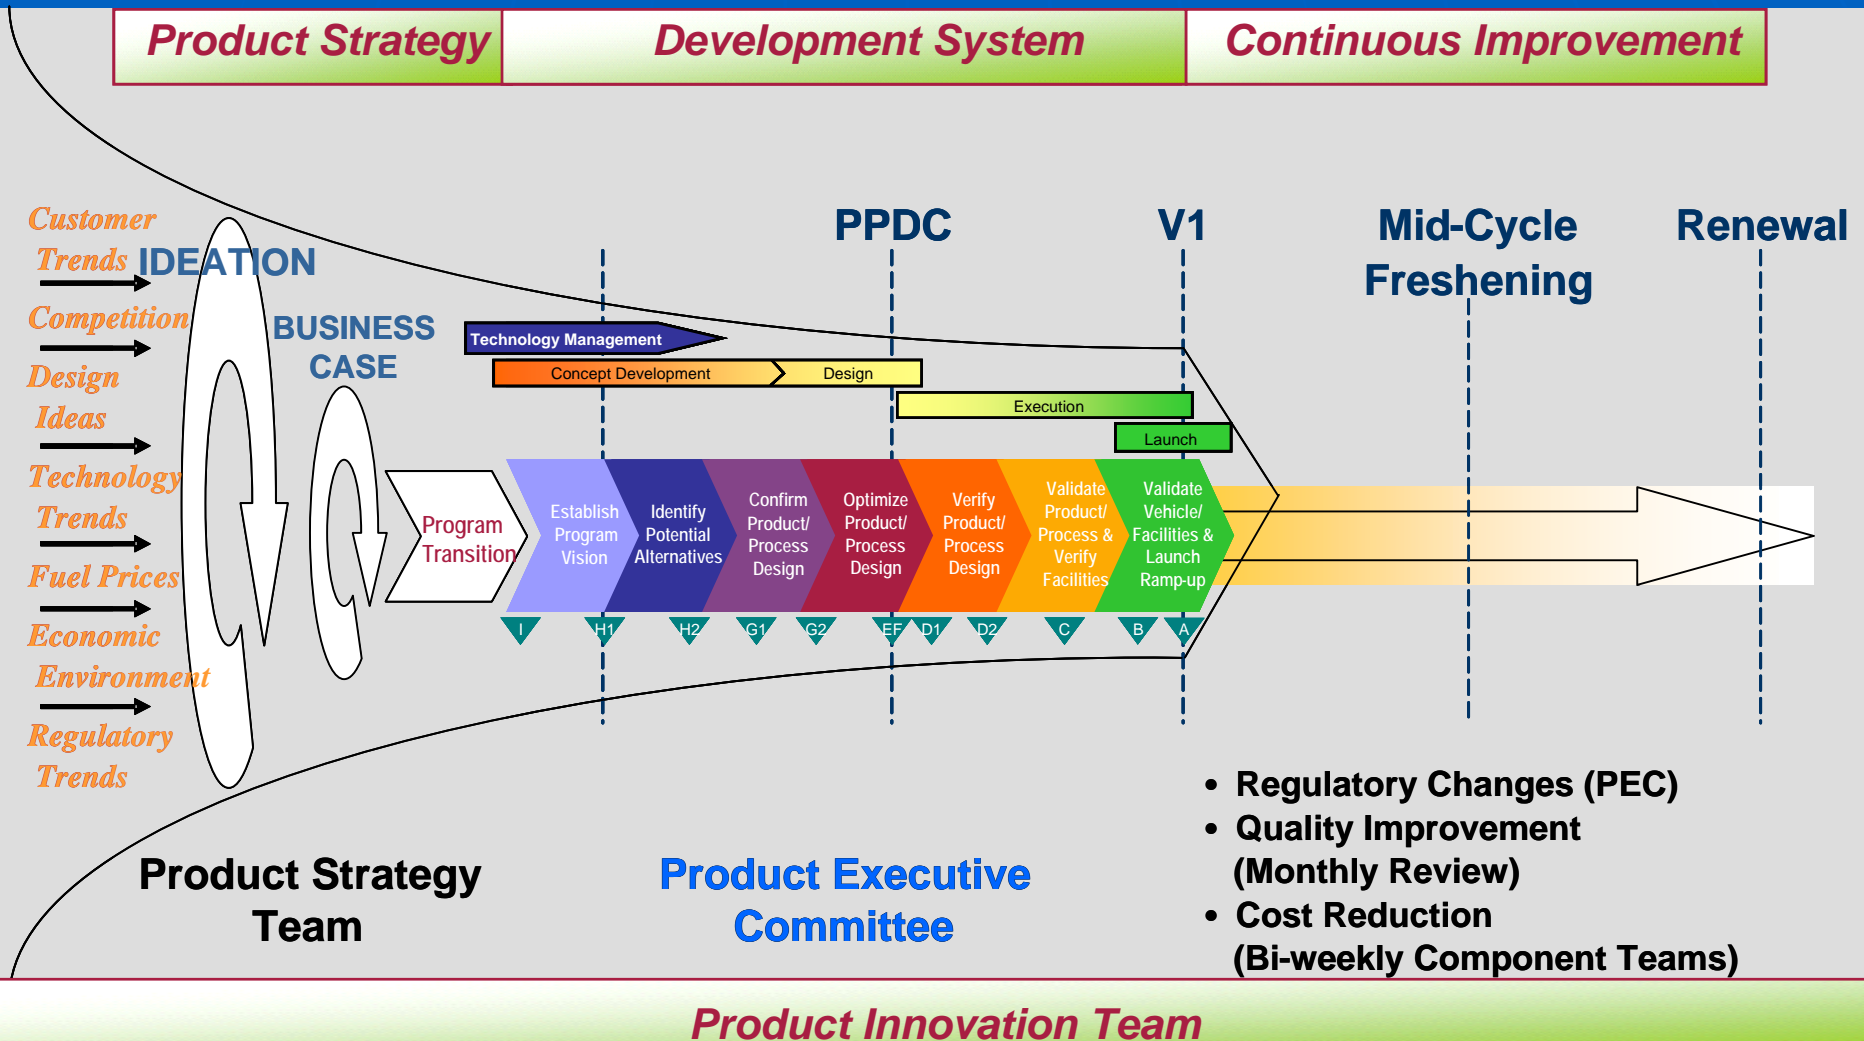 Product Strategy
Development System
Continuous Improvement
Customer
Trends
Competition
Design
Ideas
Technology
Trends
Fuel Prices
Economic
Environment
Regulatory
Trends
IDEATION
BUSINESS
CASE
PPDC
V1
Mid-Cycle
Freshening
Renewal
Technology Management
Concept Development
Design
Execution
Launch
Program
Transition
Establish
Program
Vision
Identify
Potential
Alternatives
Confirm
Product/
Process
Design
Optimize
Product/
Process
Design
Verify
Product/
Process
Design
Validate
Product/
Process &
Verify
Facilities
Validate
Vehicle/
Facilities &
Launch
Ramp-up
I
H1
H2
G1
G2
EF
D1
D2
C
B
A
Product Strategy
Team
Product Executive
Committee
• Regulatory Changes (PEC)
• Quality Improvement
(Monthly Review)
• Cost Reduction
(Bi-weekly Component Teams)
Product Innovation Team